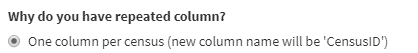 Why do you have repeated column?
One column per census (new column name will be 'CensusID')